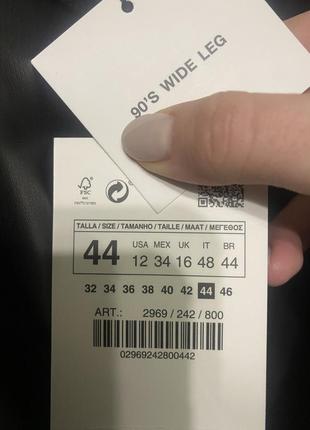 90'S WIDE LEG
FSC
TALLA / SIZE / TAMANHO / TAILLE / MAAT / ΜΕΓΕΘΟΣ
44 USA MEX UK IT BR
12 34 16 48 44
32 34 36 38 40 42 44 46
ART.: 2969 / 242 / 800
02969242800442